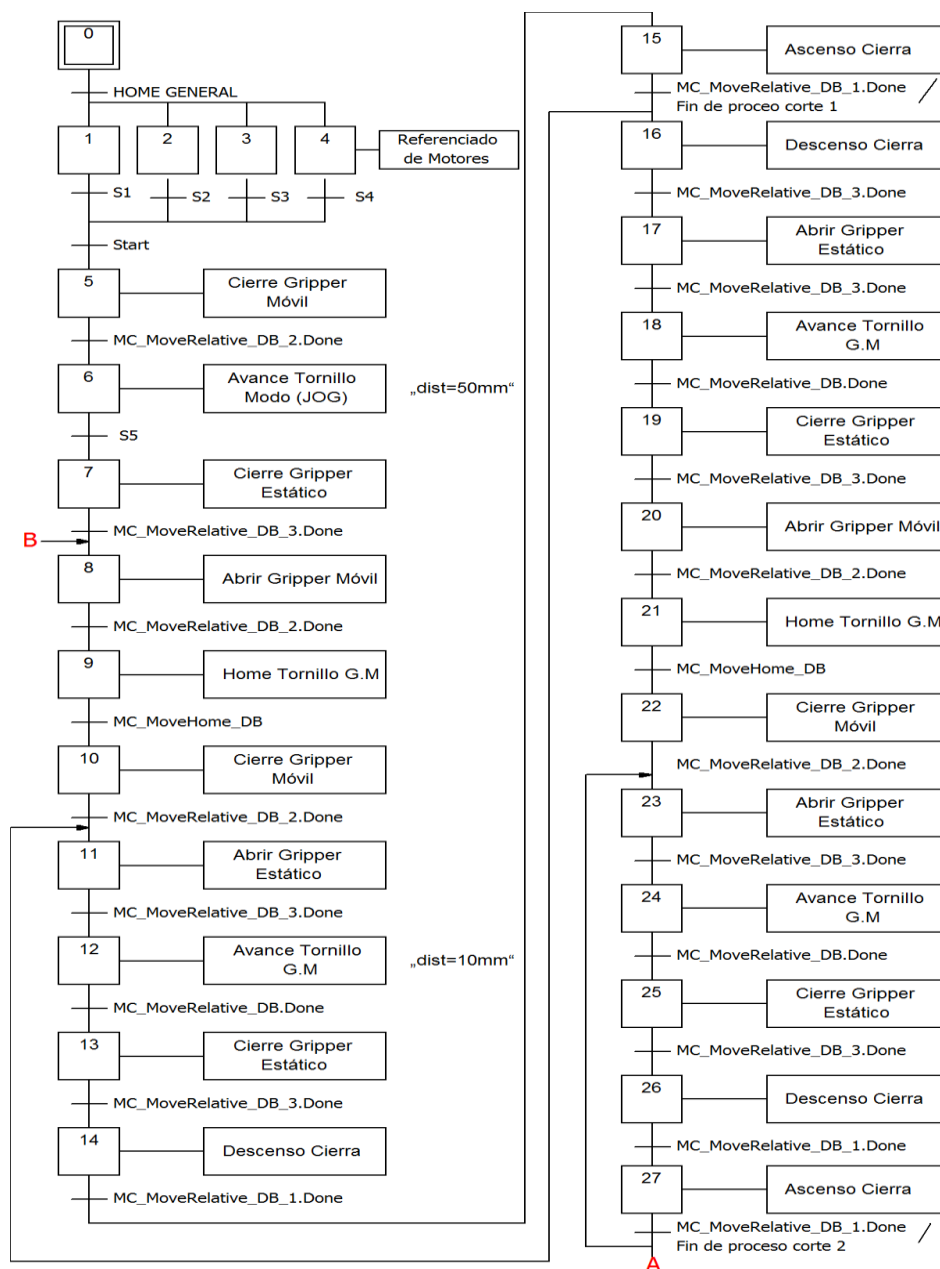 0
HOME GENERAL
1
2
3
4
Referenciado
de Motores
S1
S2
S3
S4
Start
5
Cierre Gripper
Móvil
MC_MoveRelative_DB_2.Done
6
Avance Tornillo
Modo (JOG)
„dist=50mm“
S5
7
Cierre Gripper
Estático
MC_MoveRelative_DB_3.Done
B
8
Abrir Gripper Móvil
MC_MoveRelative_DB_2.Done
9
Home Tornillo G.M
MC_MoveHome_DB
10
Cierre Gripper
Móvil
MC_MoveRelative_DB_2.Done
11
Abrir Gripper
Estático
MC_MoveRelative_DB_3.Done
12
Avance Tornillo
G.M
„dist=10mm“
MC_MoveRelative_DB.Done
13
Cierre Gripper
Estático
MC_MoveRelative_DB_3.Done
14
Descenso Cierra
MC_MoveRelative_DB_1.Done
15
Ascenso Cierra
MC_MoveRelative_DB_1.Done /
Fin de proceo corte 1
16
Descenso Cierra
MC_MoveRelative_DB_3.Done
17
Abrir Gripper
Estático
MC_MoveRelative_DB_3.Done
18
Avance Tornillo
G.M
MC_MoveRelative_DB.Done
19
Cierre Gripper
Estático
MC_MoveRelative_DB_3.Done
20
Abrir Gripper Móvil
MC_MoveRelative_DB_2.Done
21
Home Tornillo G.M
MC_MoveHome_DB
22
Cierre Gripper
Móvil
MC_MoveRelative_DB_2.Done
23
Abrir Gripper
Estático
MC_MoveRelative_DB_3.Done
24
Avance Tornillo
G.M
MC_MoveRelative_DB.Done
25
Cierre Gripper
Estático
MC_MoveRelative_DB_3.Done
26
Descenso Cierra
MC_MoveRelative_DB_1.Done
27
Ascenso Cierra
MC_MoveRelative_DB_1.Done /
Fin de proceso corte 2
A